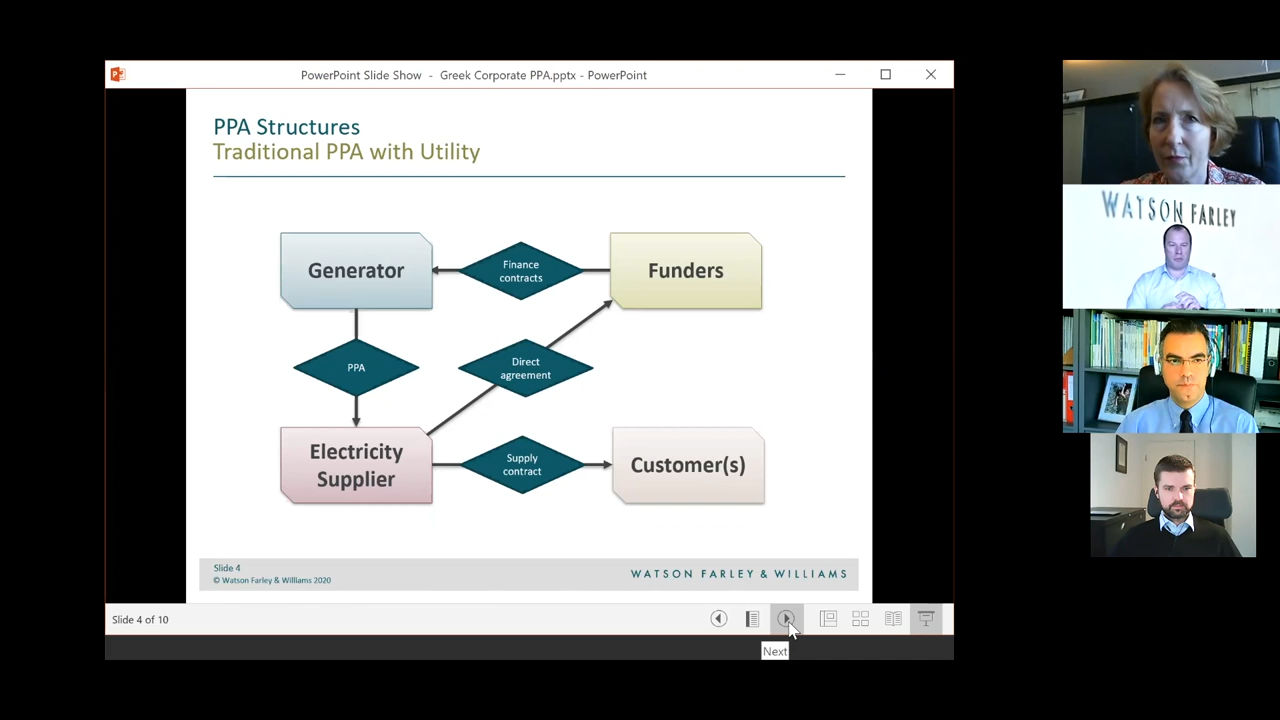 PowerPoint Slide Show - Greek Corporate PPA.pptx - PowerPoint
PPA Structures
Traditional PPA with Utility
Generator
Finance
contracts
Funders
PPA
Direct
agreement
Electricity
Supplier
Supply
contract
Customer(s)
Slide 4
© Watson Farley & Williams 2020
WATSON FARLEY & WILLIAMS
Slide 4 of 10
Next
WATSON FARLEY